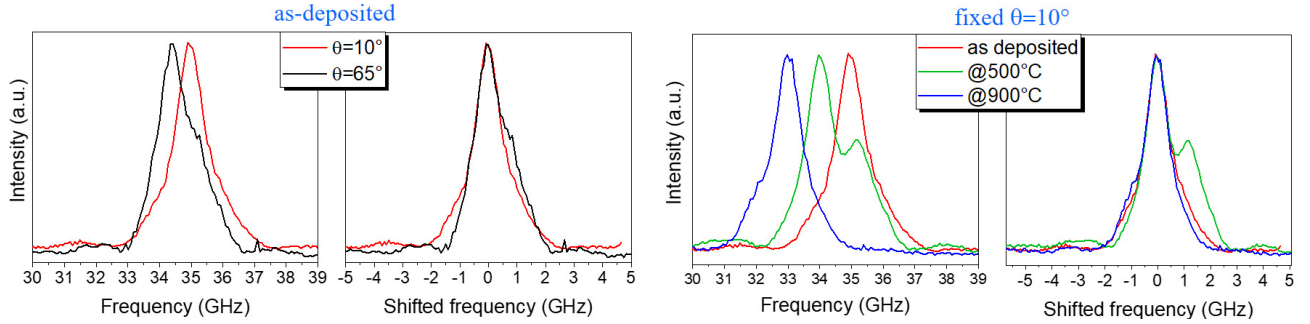 as-deposited
fixed θ=10°
θ=10°
θ=65°
as deposited
@500°C
@900°C
Intensity (a.u.)
30 31 32 33 34 35 36 37 38 39
-5 -4 -3 -2 -1 0 1 2 3 4 5
Frequency (GHz)
Shifted frequency (GHz)
Intensity (a.u.)
30 31 32 33 34 35 36 37 38 39
-5 -4 -3 -2 -1 0 1 2 3 4 5
Frequency (GHz)
Shifted frequency (GHz)